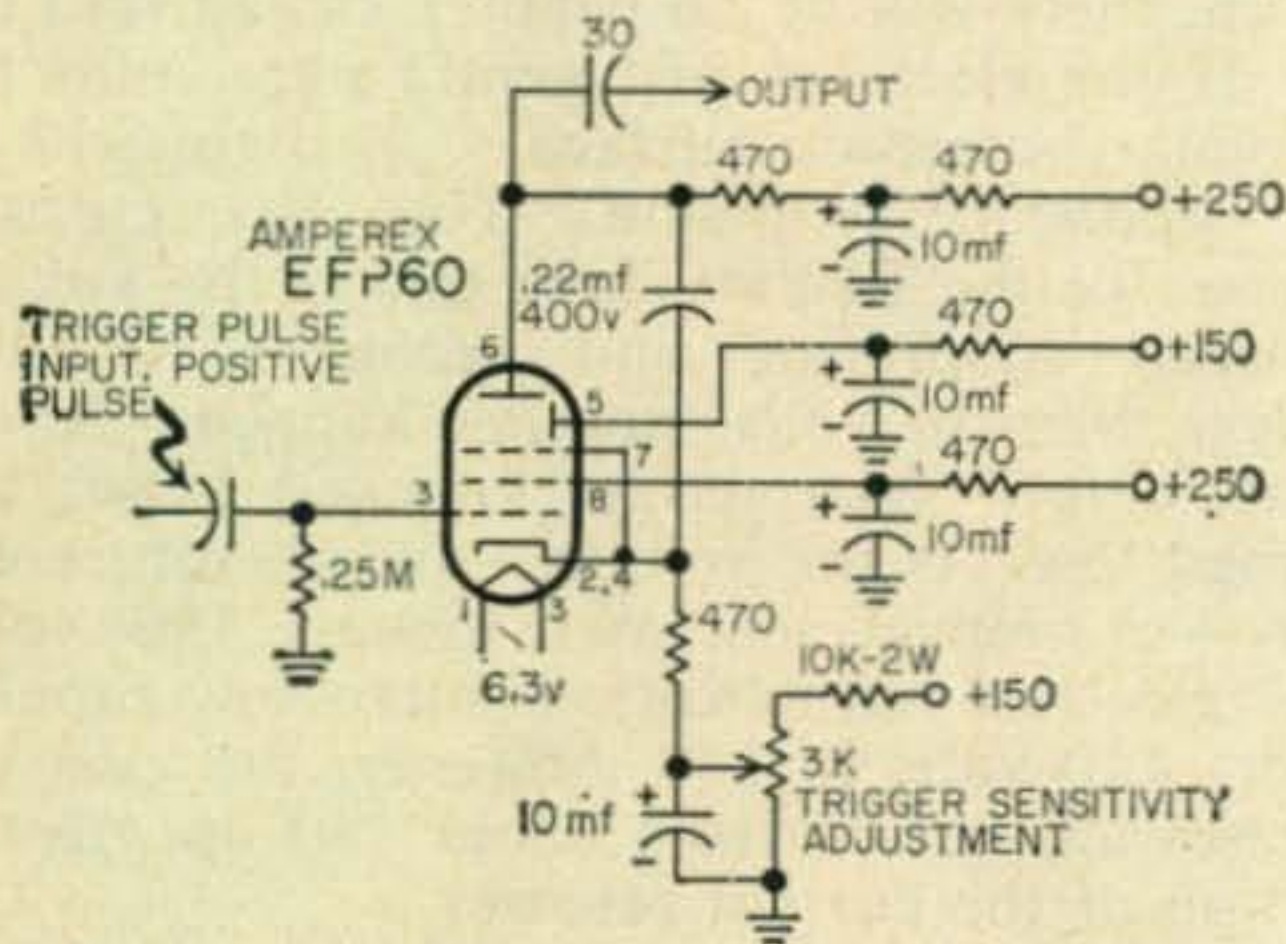 30
OUTPUT
470
470
+250
AMPEREX
EFP60
10mf
+
-
.22mf
400v
470
+150
TRIGGER PULSE
INPUT. POSITIVE
PULSE
6
5
10mf
+
-
7
470
3
8
+250
10mf
+
-
.25M
2,4
1
3
470
6.3v
10K-2W
+150
3K
10mf
+
-
TRIGGER SENSITIVITY
ADJUSTMENT